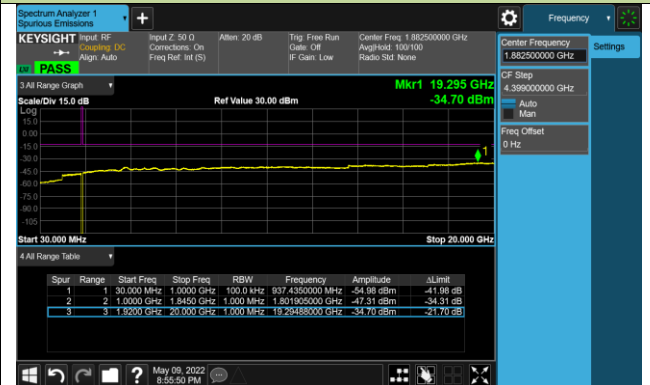 Spectrum Analyzer 1
Spurious Emissions
Frequency
KEYSIGHT
Input: RF
Coupling: DC
Align: Auto
Input Z: 50 Ω
Corrections: On
Freq Ref: Int (S)
Atten: 20 dB
Trig: Free Run
Gate: Off
IF Gain: Low
Center Freq: 1.882500000 GHz
Avg|Hold: 100/100
Radio Std: None
PASS
Center Frequency
1.882500000 GHz
Settings
CF Step
4.399000000 GHz
Auto
Man
Freq Offset
0 Hz
3 All Range Graph
Mkr1 19.295 GHz
Scale/Div 15.0 dB
Ref Value 30.00 dBm
-34.70 dBm
Log
15.0
0.00
-15.0
-30.0
-45.0
-60.0
-75.0
-90.0
-105
1
Start 30.000 MHz
Stop 20.000 GHz
4 All Range Table
Spur Range Start Freq Stop Freq RBW Frequency Amplitude ΔLimit
1 1 30.000 MHz 1.0000 GHz 100.0 kHz 937.4350000 MHz -54.98 dBm -41.98 dB
2 2 1.0000 GHz 1.8450 GHz 1.000 MHz 1.801905000 GHz -47.31 dBm -34.31 dB
3 3 1.9200 GHz 20.000 GHz 1.000 MHz 19.29488000 GHz -34.70 dBm -21.70 dB
?
May 09, 2022
8:55:50 PM